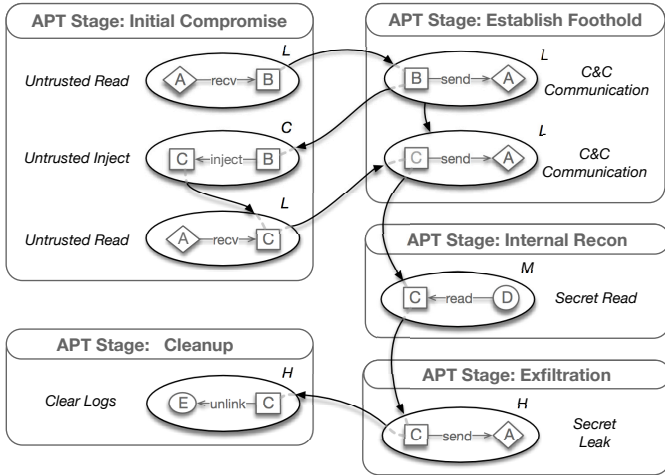 APT Stage: Initial Compromise
L
Untrusted Read
A recv B
C
Untrusted Inject
C inject B
L
Untrusted Read
A recv C
APT Stage: Establish Foothold
L
B send A
C&C
Communication
L
C send A
C&C
Communication
APT Stage: Internal Recon
M
C read D
Secret Read
APT Stage: Exfiltration
H
C send A
Secret
Leak
APT Stage: Cleanup
H
Clear Logs
E unlink C